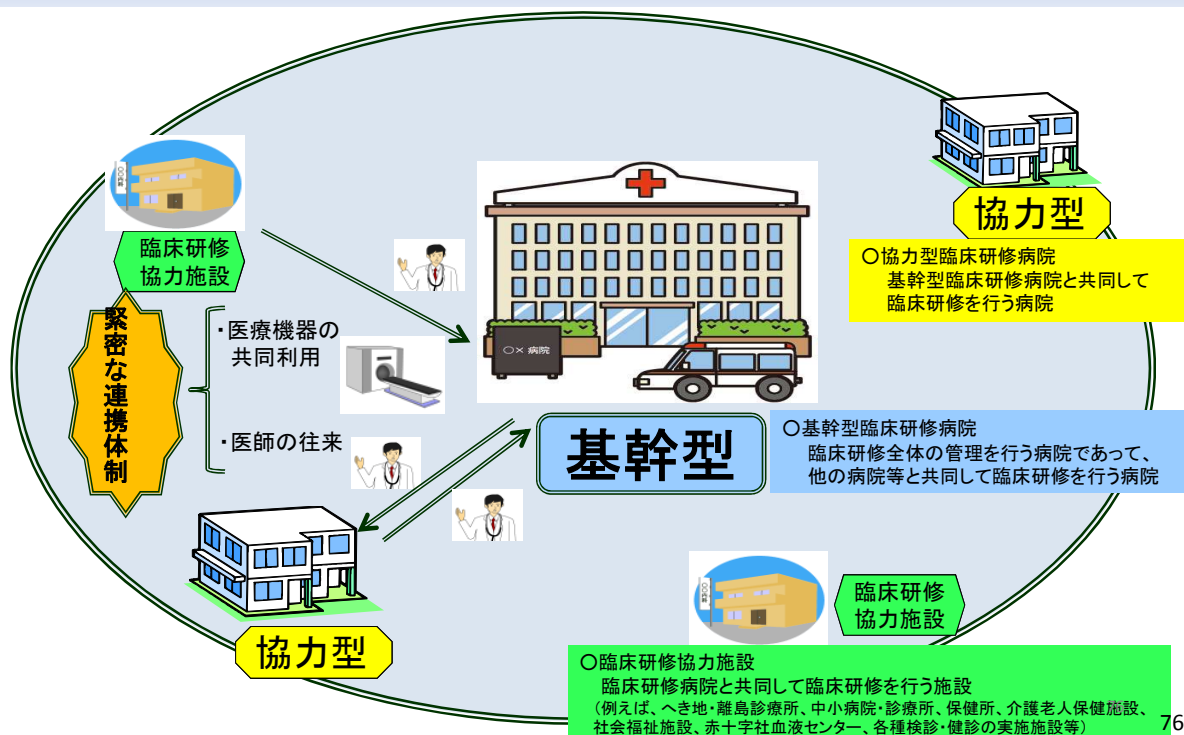 協力型
〇協力型臨床研修病院
基幹型臨床研修病院と共同して
臨床研修を行う病院
臨床研修
協力施設
緊密な連携体制
・医療機器の
共同利用
・医師の往来
〇× 病院
基幹型
〇基幹型臨床研修病院
臨床研修全体の管理を行う病院であって、
他の病院等と共同して臨床研修を行う病院
協力型
臨床研修
協力施設
〇臨床研修協力施設
臨床研修病院と共同して臨床研修を行う施設
(例えば、へき地・離島診療所、中小病院・診療所、保健所、介護老人保健施設、
社会福祉施設、赤十字社血液センター、各種検診・健診の実施施設等)
76